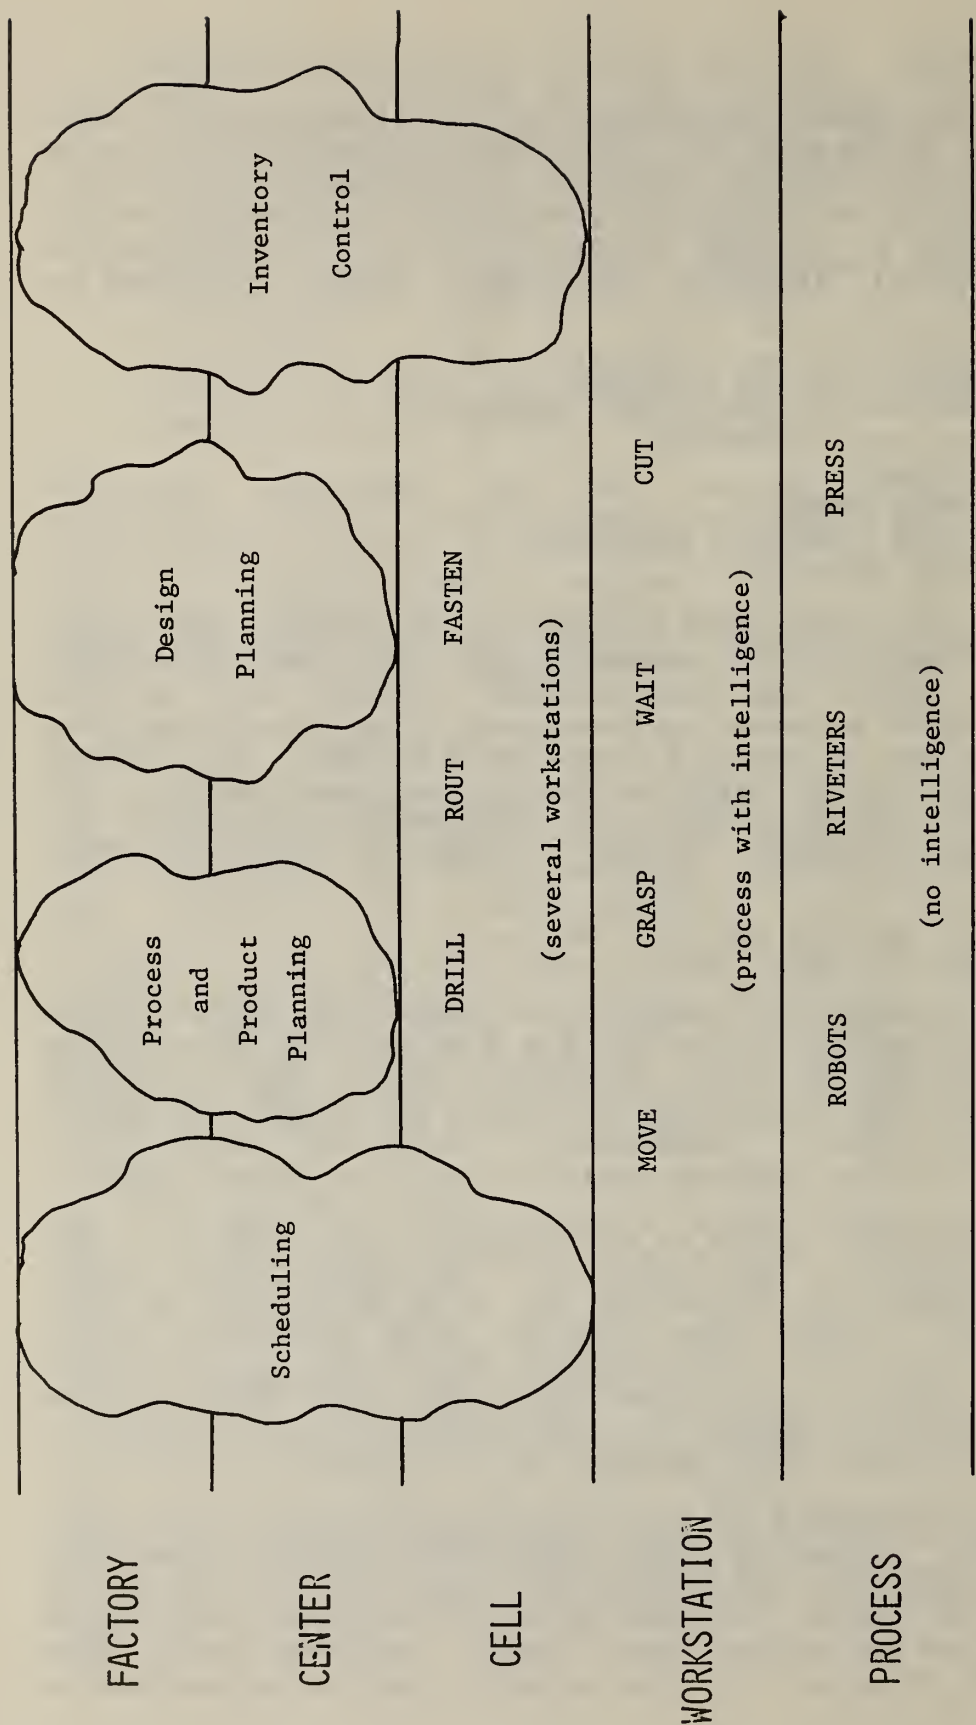 FACTORY
Scheduling
Process
and
Product
Planning
Design
Planning
Inventory
Control
CENTER
CELL
DRILL ROUT FASTEN
(several workstations)
WORKSTATION
MOVE GRASP WAIT CUT
(process with intelligence)
PROCESS
ROBOTS RIVETERS PRESS
(no intelligence)